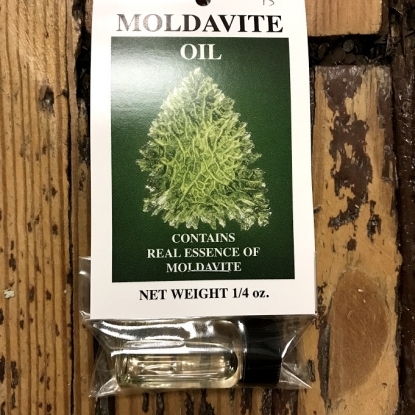 MOLDAVITE
OIL
CONTAINS
REAL ESSENCE OF
MOLDAVITE
NET WEIGHT 1/4 oz.